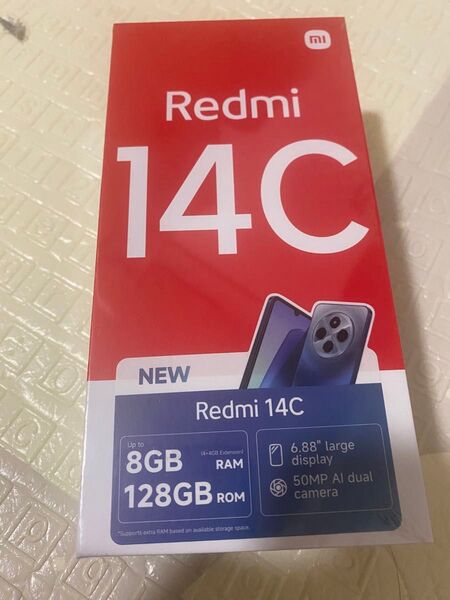 mi
Redmi
14C
NEW
Redmi 14C
Up to
8GB (4+4GB Extension) RAM
128GB ROM
6.88" large
display
50MP AI dual
camera
*Supports extra RAM based on available storage space.